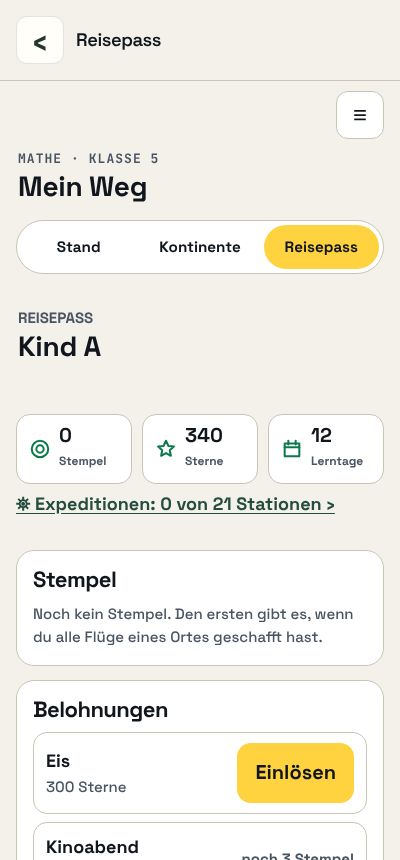 < Reisepass
≡
MATHE · KLASSE 5
Mein Weg
Stand Kontinente Reisepass
REISEPASS
Kind A
0 Stempel
340 Sterne
12 Lerntage
⎈ Expeditionen: 0 von 21 Stationen >
Stempel
Noch kein Stempel. Den ersten gibt es, wenn
du alle Flüge eines Ortes geschafft hast.
Belohnungen
Eis
300 Sterne
Einlösen
Kinoabend
noch 3 Stempel